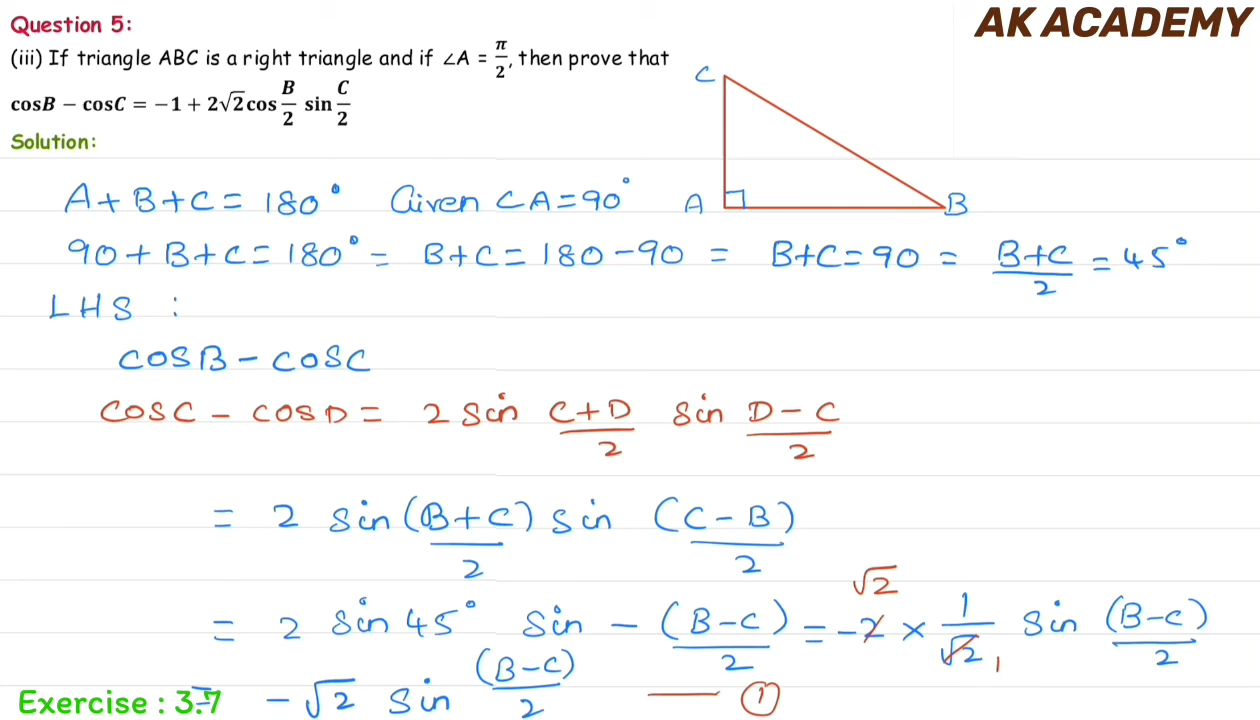 Question 5:
AK ACADEMY
(iii) If triangle ABC is a right triangle and if ∠A = π/2, then prove that
cosB − cosC = −1 + 2√2cos B/2 sin C/2
C
A
B
Solution:
A + B + C = 180° Given ∠A = 90°
90 + B + C = 180° = B+C = 180 − 90 = B+C = 90 = B+C/2 = 45°
LHS :
COSB − COSC
COSC − COSD = 2 Sin C+D/2 Sin D−C/2
= 2 Sin (B+C)/2 Sin (C−B)/2
= 2 Sin 45° Sin − (B−C)/2 = −2 √2 × 1/√2 1 Sin (B−C)/2
= −√2 Sin (B−C)/2 —— ①
Exercise : 3.7